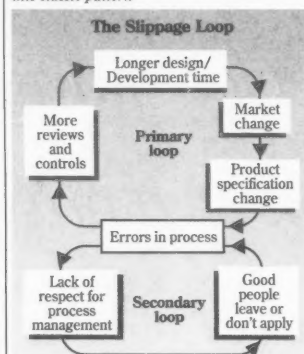 The Slippage Loop
Longer design/
Development time
More
reviews
and
controls
Primary
loop
Market
change
Product
specification
change
Errors in process
Lack of
respect for
process
management
Secondary
loop
Good
people
leave or
don't apply